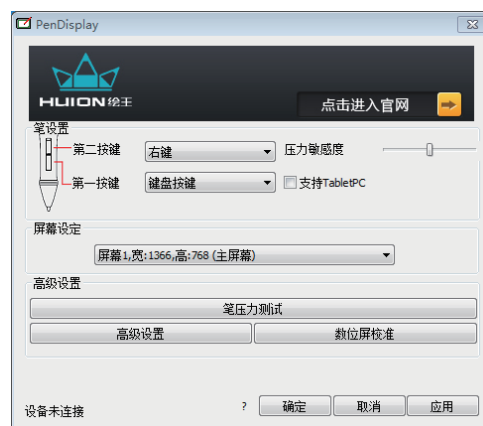 PenDisplay
HUION绘王
点击进入官网
笔设置
第二按键 右健 压力敏感度
第一按键 键盘按键 支持TabletPC
屏幕设定
屏幕1,宽:1366,高:768 (主屏幕)
高级设置
笔压力测试
高级设置 数位屏校准
设备未连接 ? 确定 取消 应用